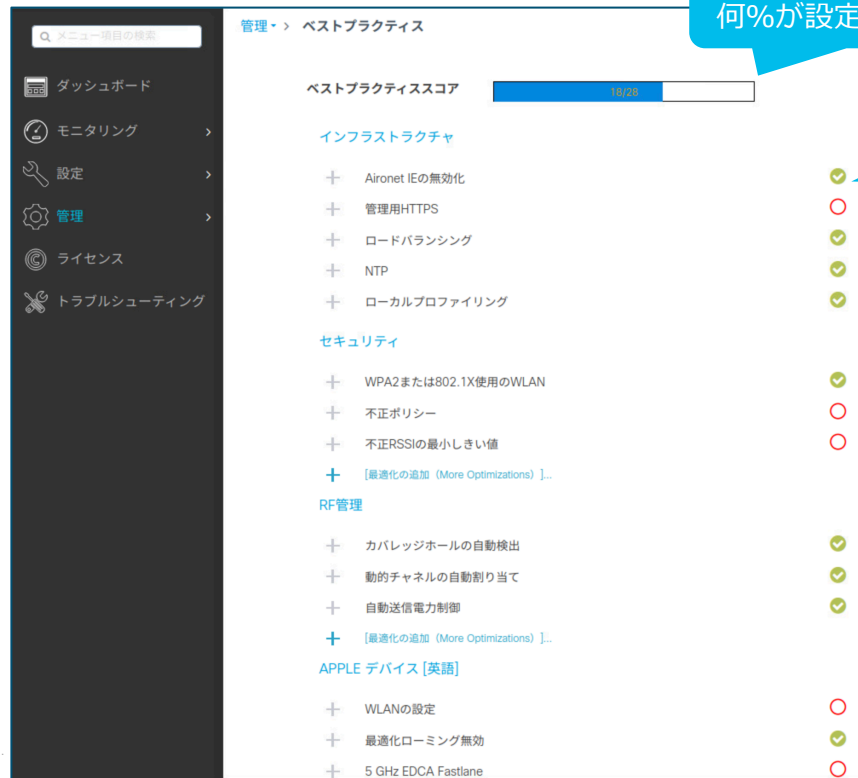 何%が設定
メニュー項目の検索
管理 › ベストプラクティス
ダッシュボード
モニタリング ›
設定 ›
管理 ›
ライセンス
トラブルシューティング
ベストプラクティススコア 18/28
インフラストラクチャ
Aironet IEの無効化
管理用HTTPS
ロードバランシング
NTP
ローカルプロファイリング
セキュリティ
WPA2または802.1X使用のWLAN
不正ポリシー
不正RSSIの最小しきい値
[最適化の追加（More Optimizations）]...
RF管理
カバレッジホールの自動検出
動的チャネルの自動割り当て
自動送信電力制御
[最適化の追加（More Optimizations）]...
APPLE デバイス [英語]
WLANの設定
最適化ローミング無効
5 GHz EDCA Fastlane